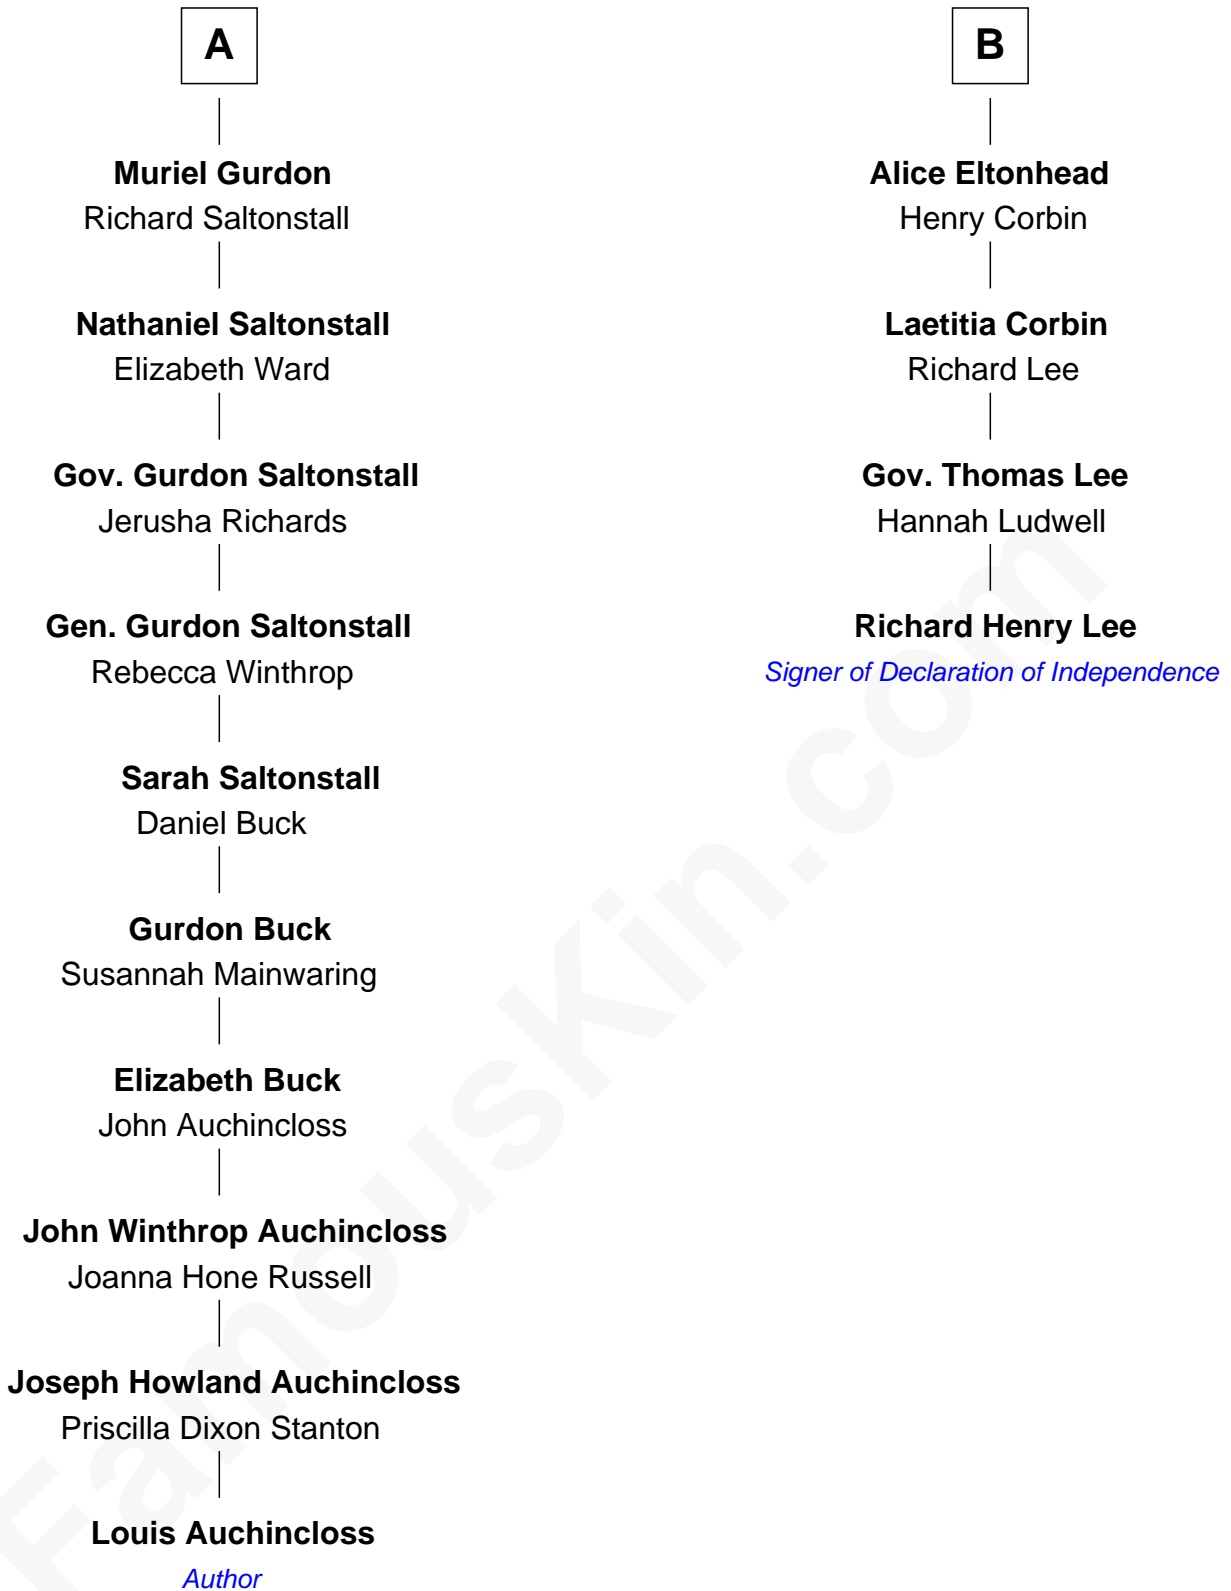 A
Muriel Gurdon
Richard Saltonstall
Nathaniel Saltonstall
Elizabeth Ward
Gov. Gurdon Saltonstall
Jerusha Richards
Gen. Gurdon Saltonstall
Rebecca Winthrop
Sarah Saltonstall
Daniel Buck
Gurdon Buck
Susannah Mainwaring
Elizabeth Buck
John Auchincloss
John Winthrop Auchincloss
Joanna Hone Russell
Joseph Howland Auchincloss
Priscilla Dixon Stanton
Louis Auchincloss
Author
B
Alice Eltonhead
Henry Corbin
Laetitia Corbin
Richard Lee
Gov. Thomas Lee
Hannah Ludwell
Richard Henry Lee
Signer of Declaration of Independence
FamousKin.com